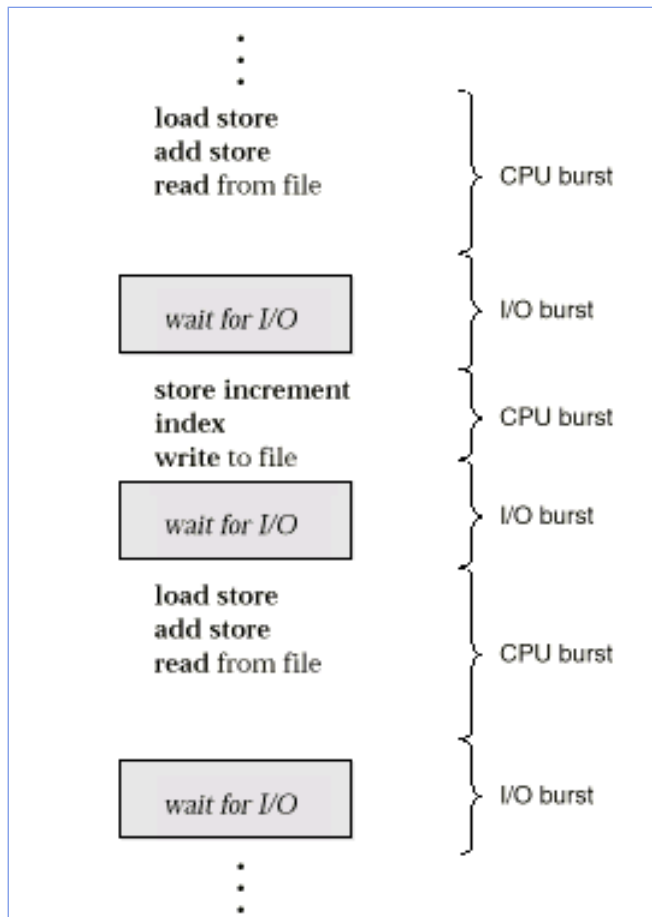 load store
add store
read from file
CPU burst
wait for I/O
I/O burst
store increment
index
write to file
CPU burst
wait for I/O
I/O burst
load store
add store
read from file
CPU burst
wait for I/O
I/O burst